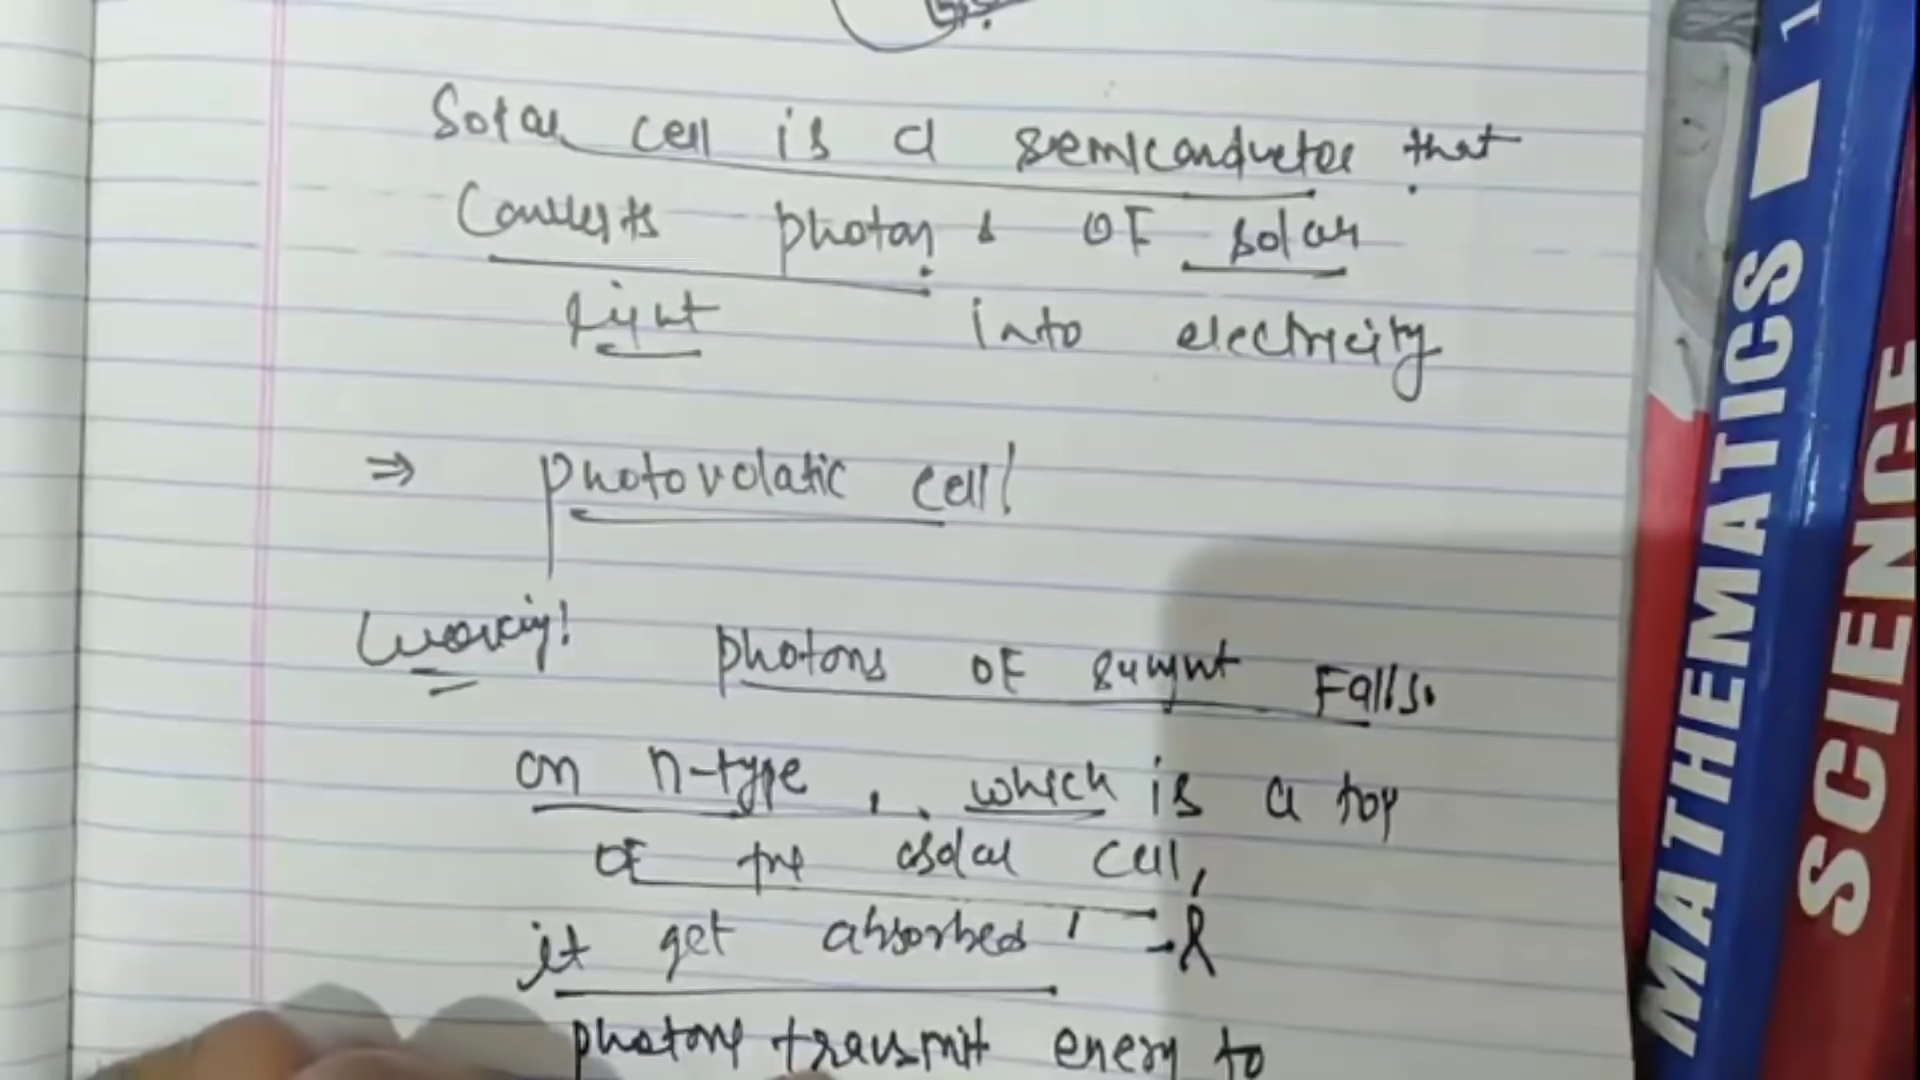 Solar cell is a semiconductor that
Converts photons OF solar
light into electricity
⇒ photovolatic cell!
Working! photons OF sunlight Falls.
on n-type, which is a top
OF the solar cell,
it get absorbed, &
photons transmit energy to
MATHEMATICS 1
SCIENCE